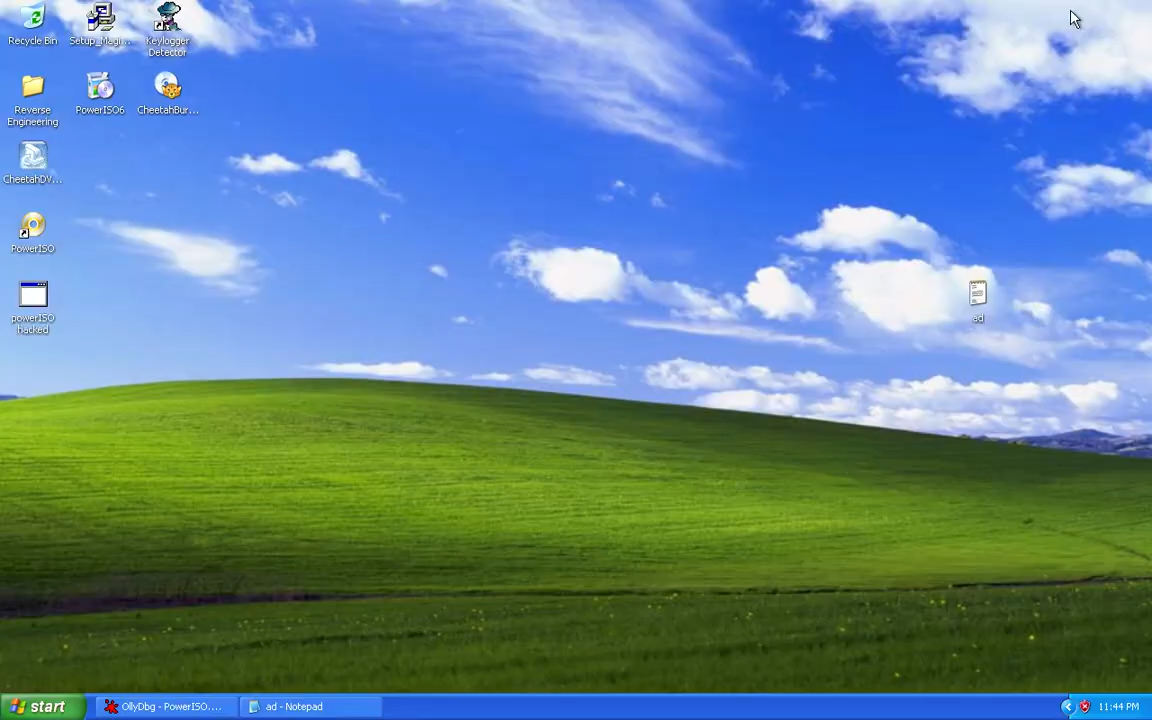 Recycle Bin
Setup_Magi...
Keylogger
Detector
Reverse
Engineering
PowerISO6
CheetahBur...
CheetahDV...
PowerISO
powerISO
hacked
ad
start
OllyDbg - PowerISO....
ad - Notepad
11:44 PM